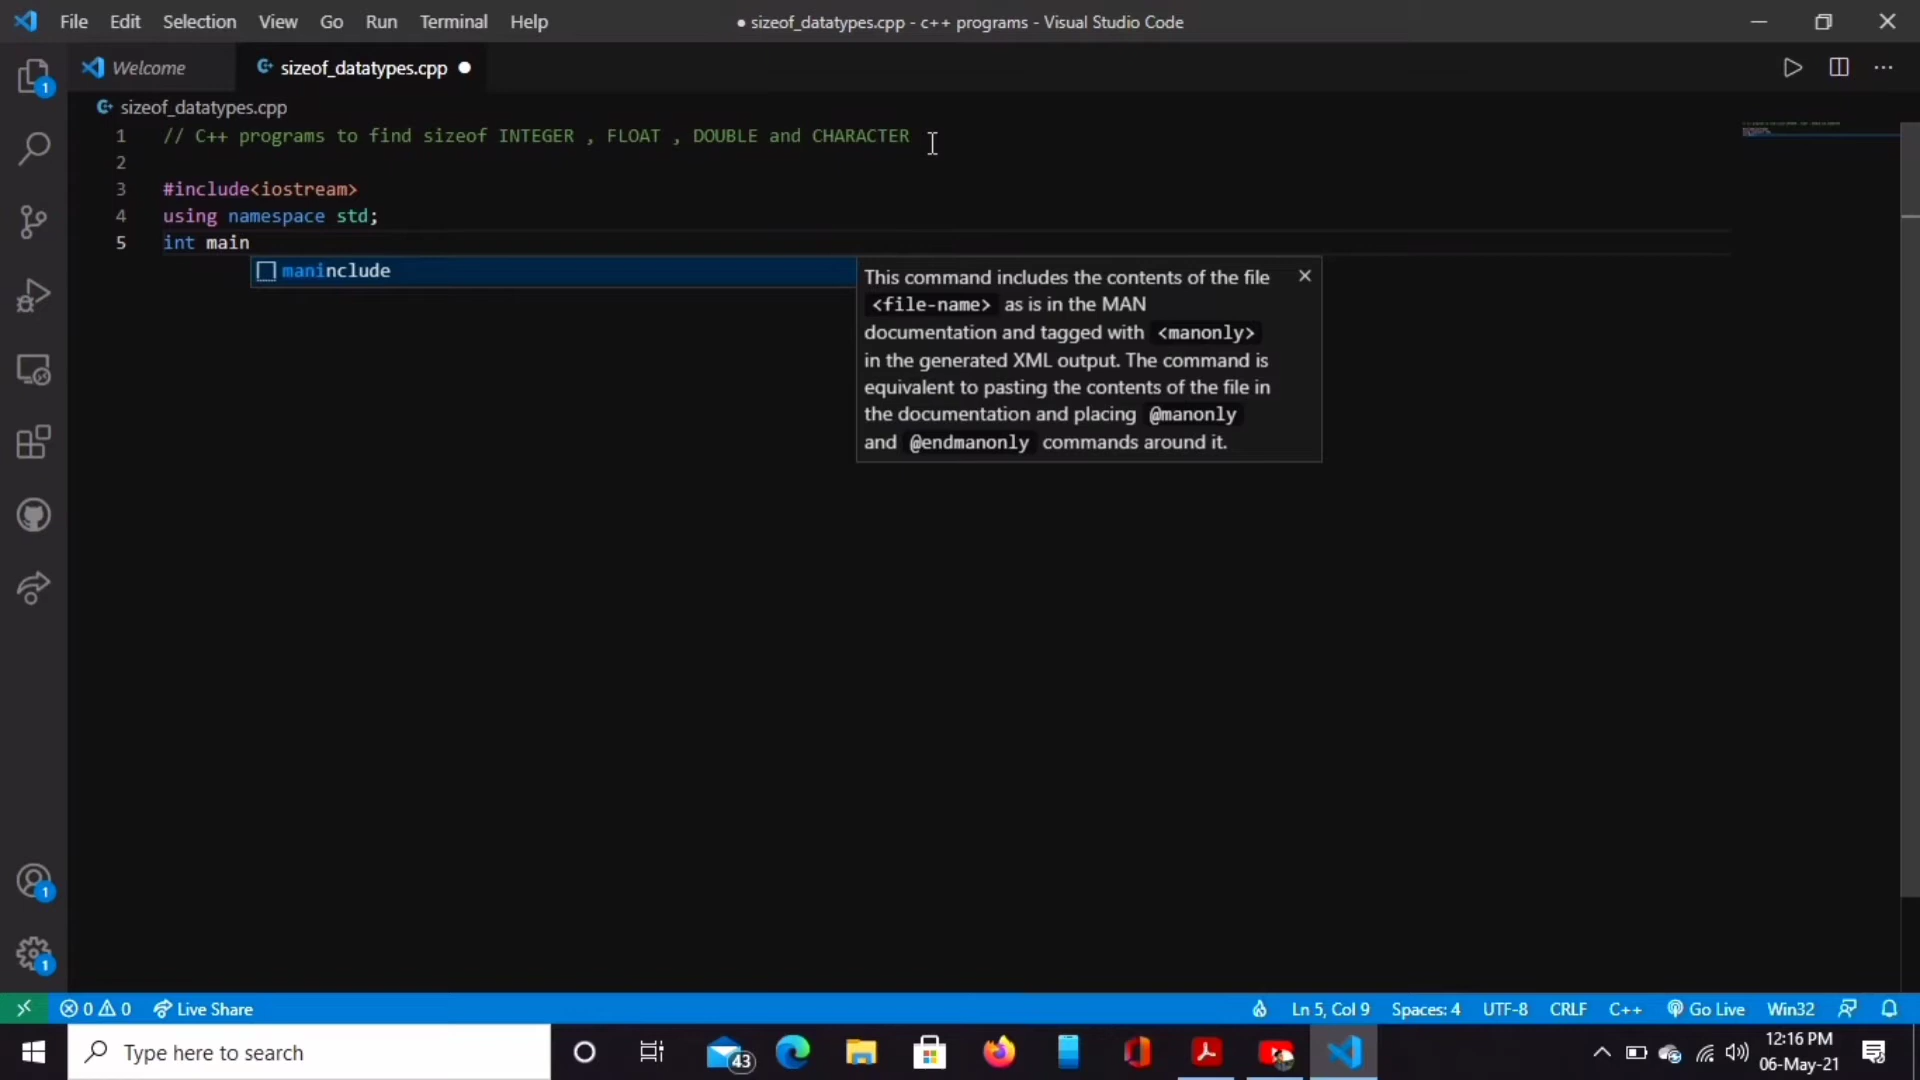 File Edit Selection View Go Run Terminal Help
● sizeof_datatypes.cpp - c++ programs - Visual Studio Code
Welcome
sizeof_datatypes.cpp ●
1
sizeof_datatypes.cpp
1 // C++ programs to find sizeof INTEGER , FLOAT , DOUBLE and CHARACTER
2
3 #include<iostream>
4 using namespace std;
5 int main
maninclude
This command includes the contents of the file
<file-name> as is in the MAN
documentation and tagged with <manonly>
in the generated XML output. The command is
equivalent to pasting the contents of the file in
the documentation and placing @manonly
and @endmanonly commands around it.
1
1
0 0 Live Share
Ln 5, Col 9 Spaces: 4 UTF-8 CRLF C++ Go Live Win32
Type here to search
43
12:16 PM
06-May-21